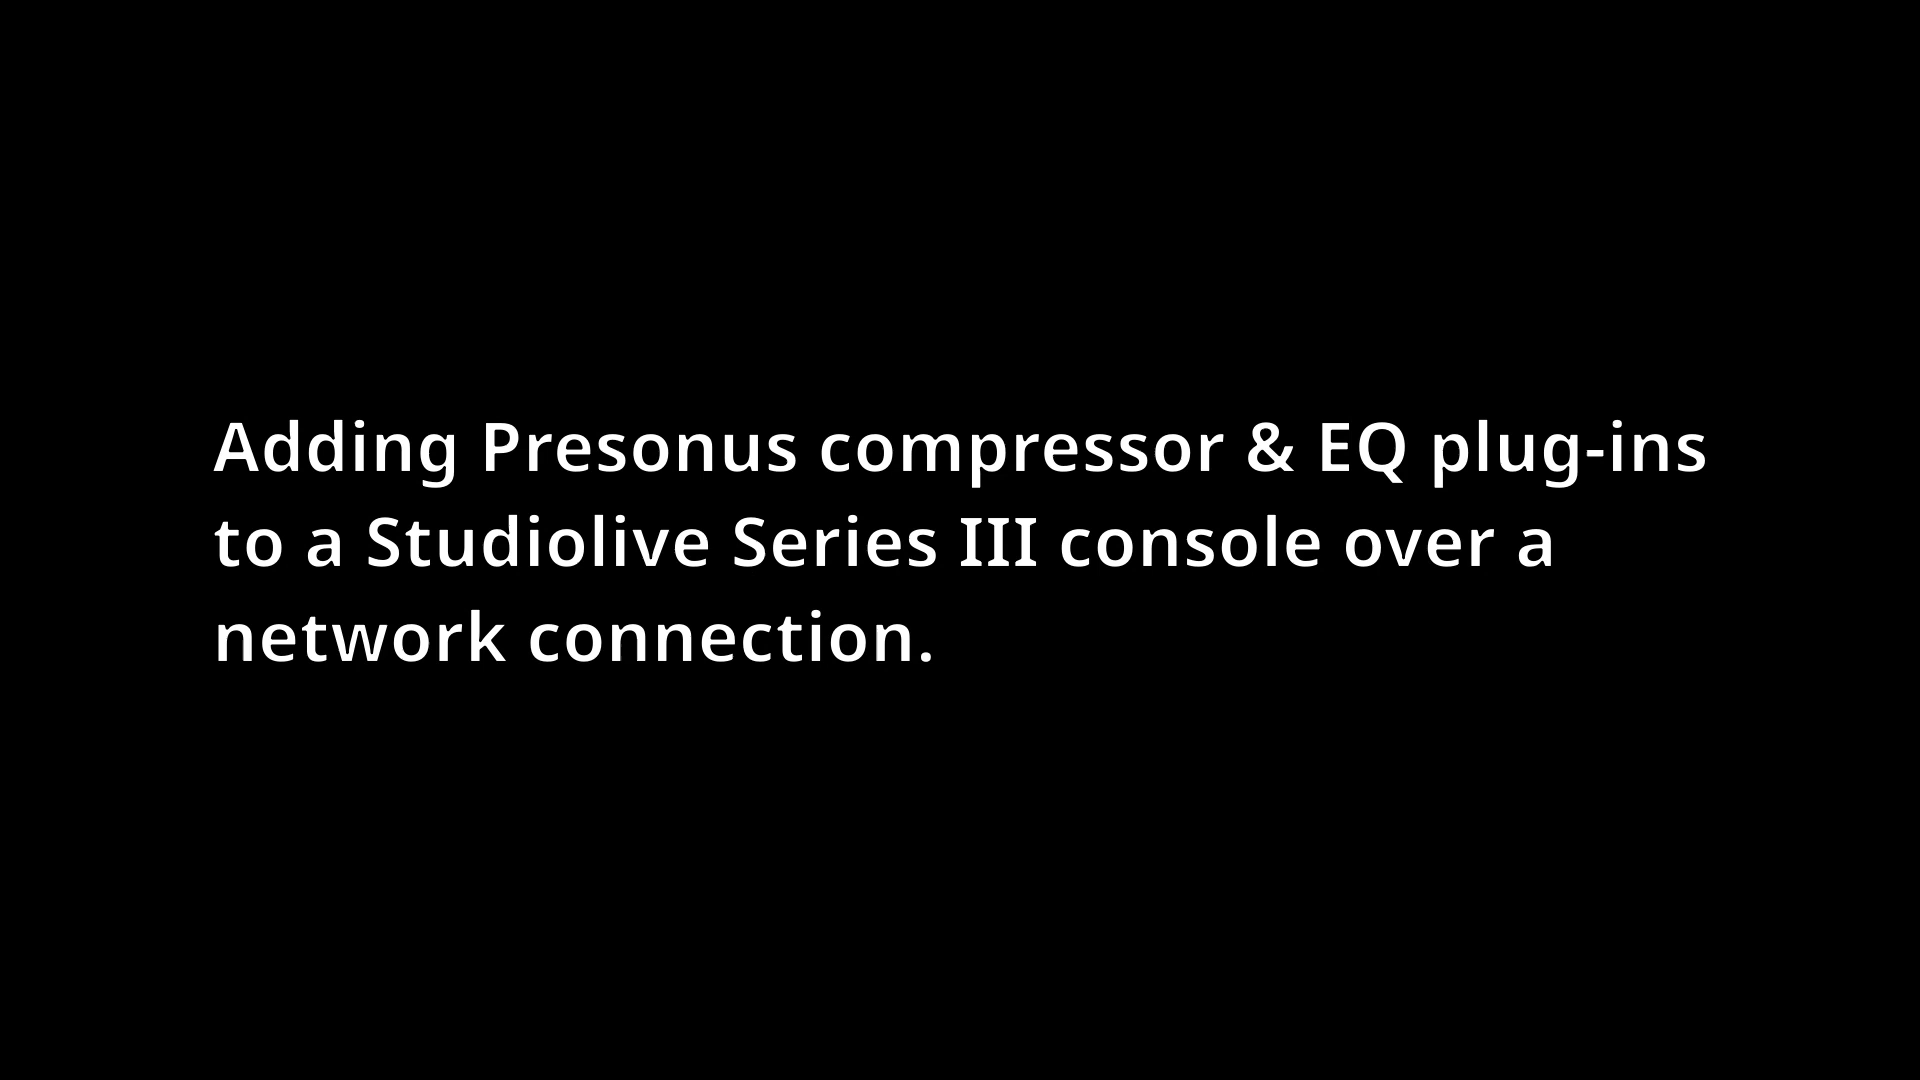 Adding Presonus compressor & EQ plug-ins
to a Studiolive Series III console over a
network connection.